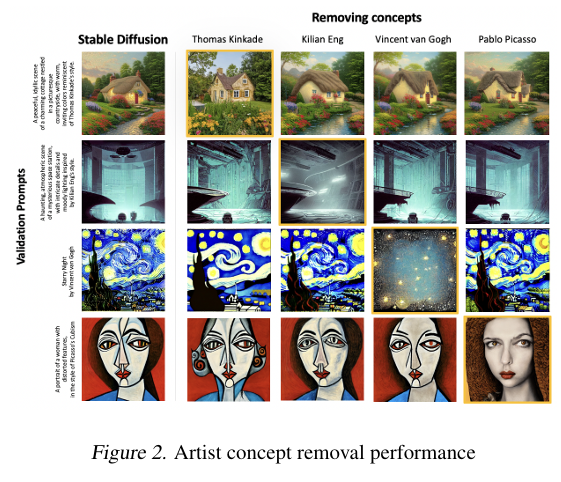 Removing concepts
Stable Diffusion
Thomas Kinkade
Kilian Eng
Vincent van Gogh
Pablo Picasso
Validation Prompts
A peaceful, idyllic scene
of a charming cottage nestled
in a picturesque
countryside, with warm,
inviting colors reminiscent
of Thomas Kinkade's style.
A haunting, atmospheric scene
of a mysterious space station,
with intricate details and
moody lighting inspired
by Kilian Eng's style.
Starry Night
by Vincent van Gogh
A portrait of a woman with
distorted features,
in the style of Picasso's Cubism
Figure 2. Artist concept removal performance